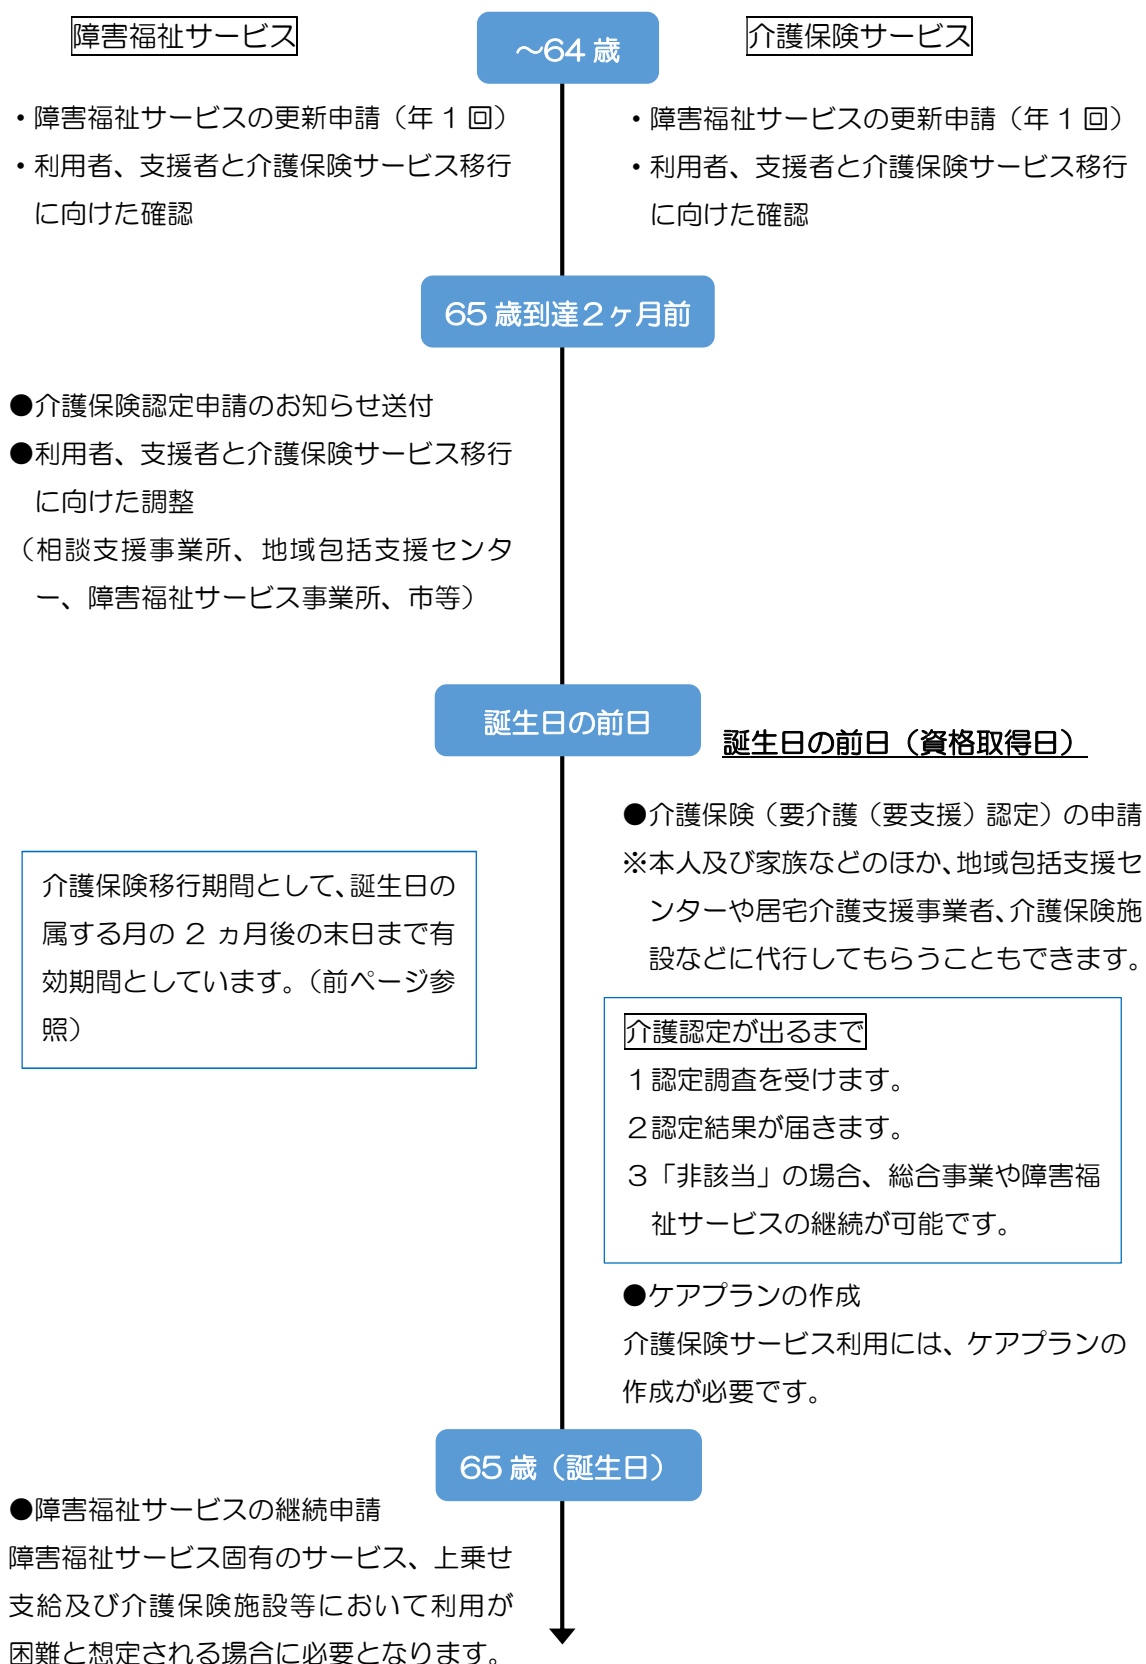 障害福祉サービス
～64 歳
介護保険サービス
・障害福祉サービスの更新申請（年 1 回）
・利用者、支援者と介護保険サービス移行
に向けた確認
・障害福祉サービスの更新申請（年 1 回）
・利用者、支援者と介護保険サービス移行
に向けた確認
65 歳到達２ヶ月前
●介護保険認定申請のお知らせ送付
●利用者、支援者と介護保険サービス移行
に向けた調整
（相談支援事業所、地域包括支援センタ
ー、障害福祉サービス事業所、市等）
誕生日の前日
誕生日の前日（資格取得日）
●介護保険（要介護（要支援）認定）の申請
※本人及び家族などのほか、地域包括支援セ
ンターや居宅介護支援事業者、介護保険施
設などに代行してもらうこともできます。
介護保険移行期間として、誕生日の
属する月の 2 ヵ月後の末日まで有
効期間としています。（前ページ参
照）
介護認定が出るまで
１認定調査を受けます。
２認定結果が届きます。
３「非該当」の場合、総合事業や障害福
祉サービスの継続が可能です。
●ケアプランの作成
介護保険サービス利用には、ケアプランの
作成が必要です。
65 歳（誕生日）
●障害福祉サービスの継続申請
障害福祉サービス固有のサービス、上乗せ
支給及び介護保険施設等において利用が
困難と想定される場合に必要となります。